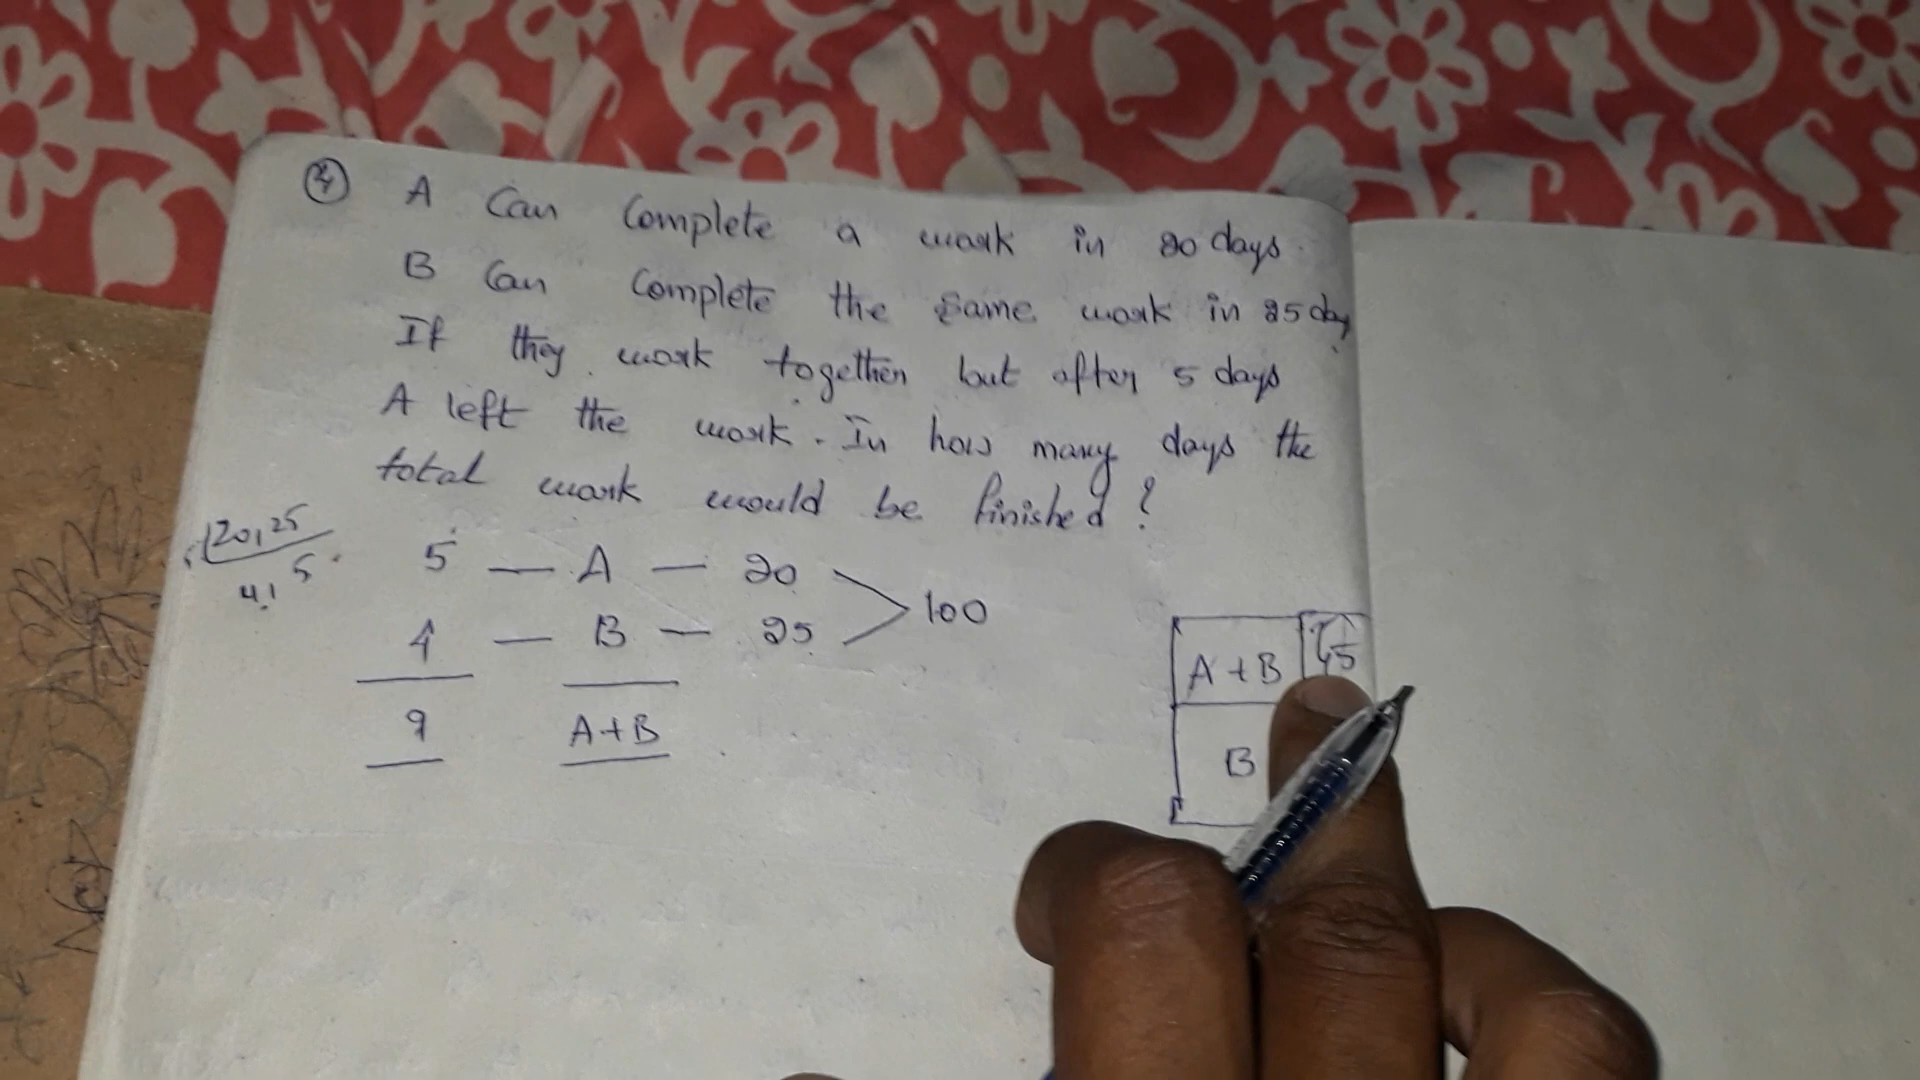 ④ A Can Complete a work in 20 days.
B Can Complete the same work in 25 day
If they work together but after 5 days
A left the work. In how many days the
total work would be finished?
20,25
4, 5
5 — A — 20
4 — B — 25
100
9 A+B
A+B 45
B